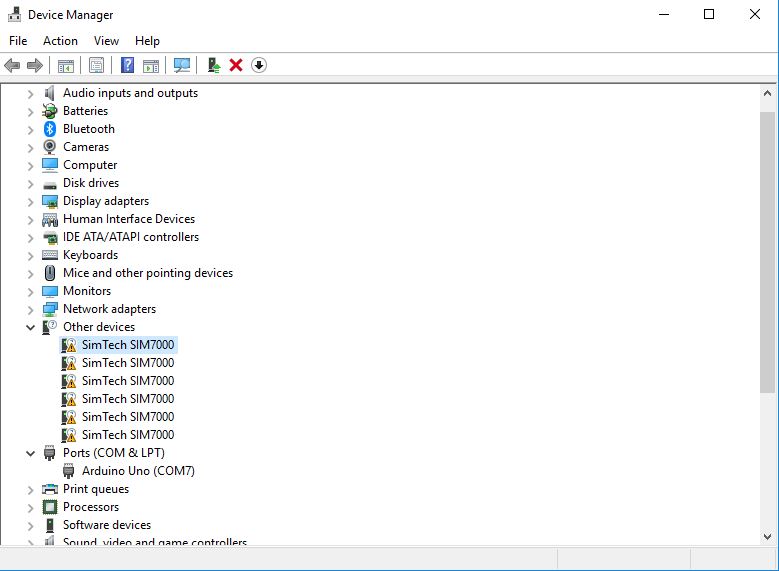 Device Manager
File Action View Help
Audio inputs and outputs
Batteries
Bluetooth
Cameras
Computer
Disk drives
Display adapters
Human Interface Devices
IDE ATA/ATAPI controllers
Keyboards
Mice and other pointing devices
Monitors
Network adapters
Other devices
SimTech SIM7000
SimTech SIM7000
SimTech SIM7000
SimTech SIM7000
SimTech SIM7000
SimTech SIM7000
Ports (COM & LPT)
Arduino Uno (COM7)
Print queues
Processors
Software devices
Sound, video and game controllers